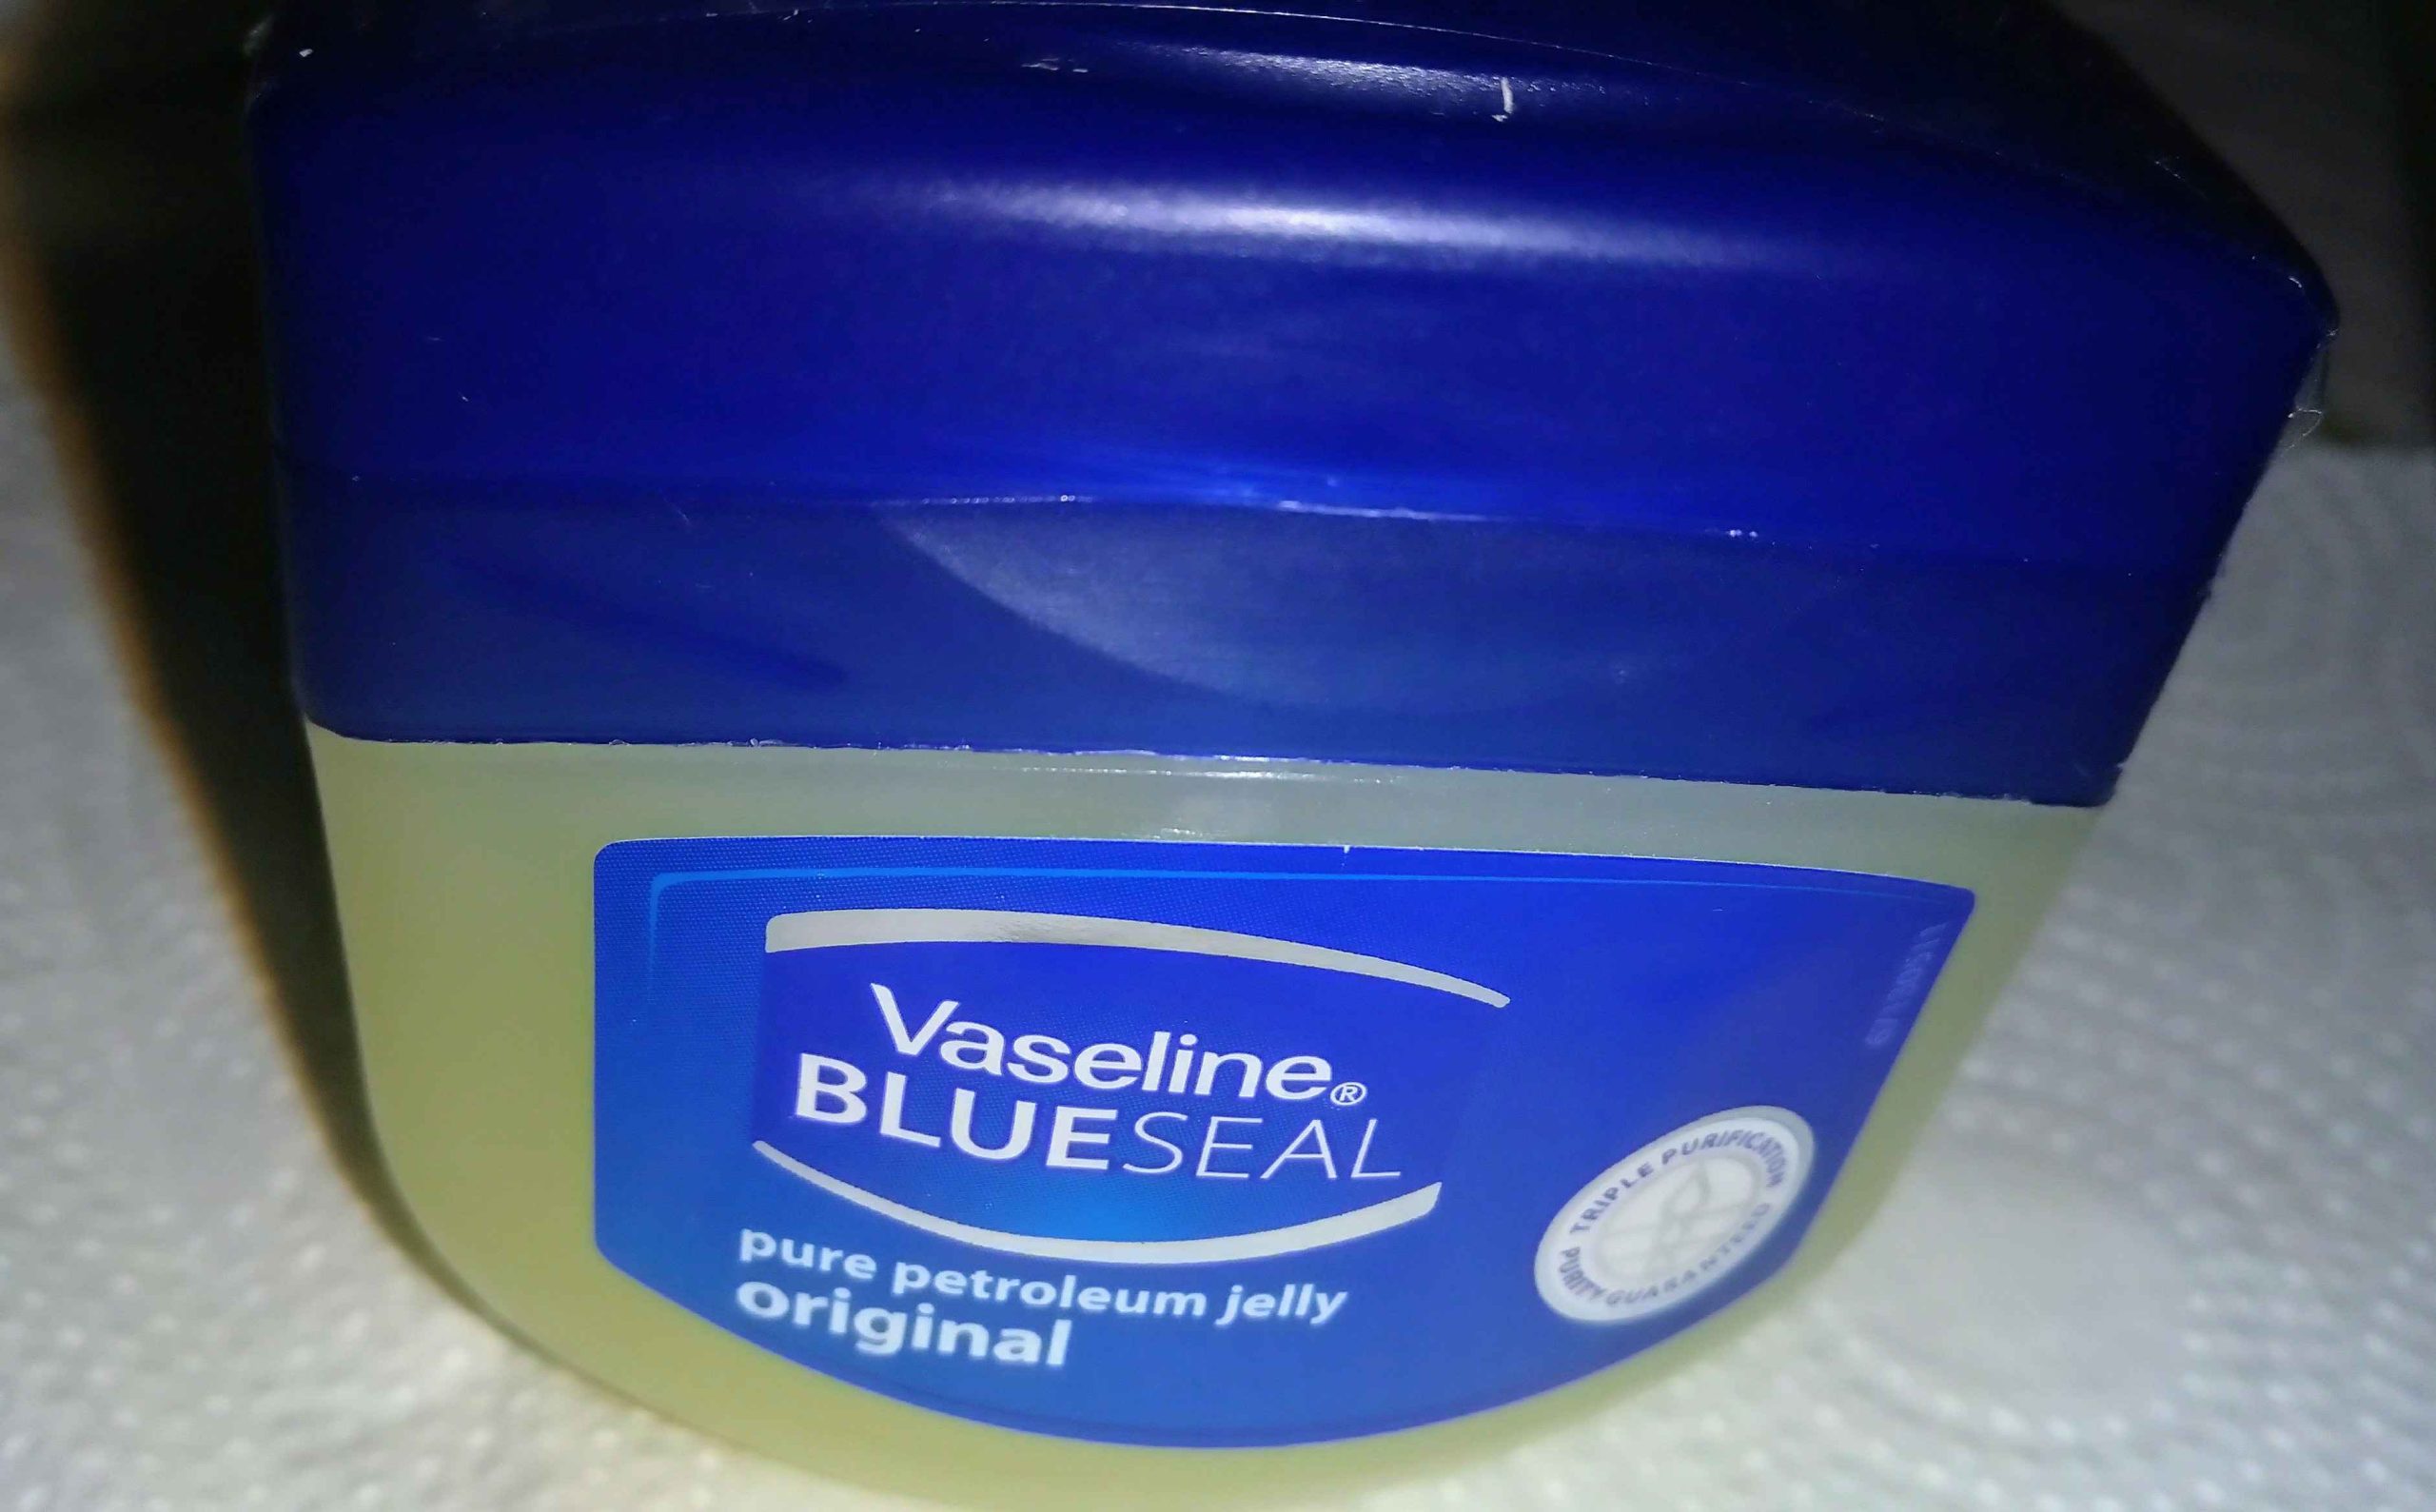 Vaseline®
BLUESEAL
pure petroleum jelly
original
TRIPLE PURIFICATION
PURITY GUARANTEED